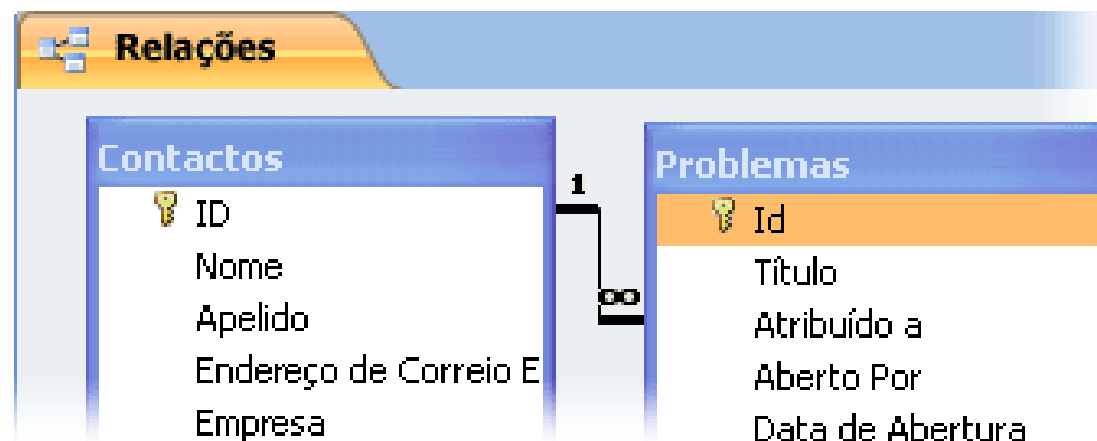 Relações
Contactos
ID
Nome
Apelido
Endereço de Correio E
Empresa
1
∞
Problemas
Id
Título
Atribuído a
Aberto Por
Data de Abertura